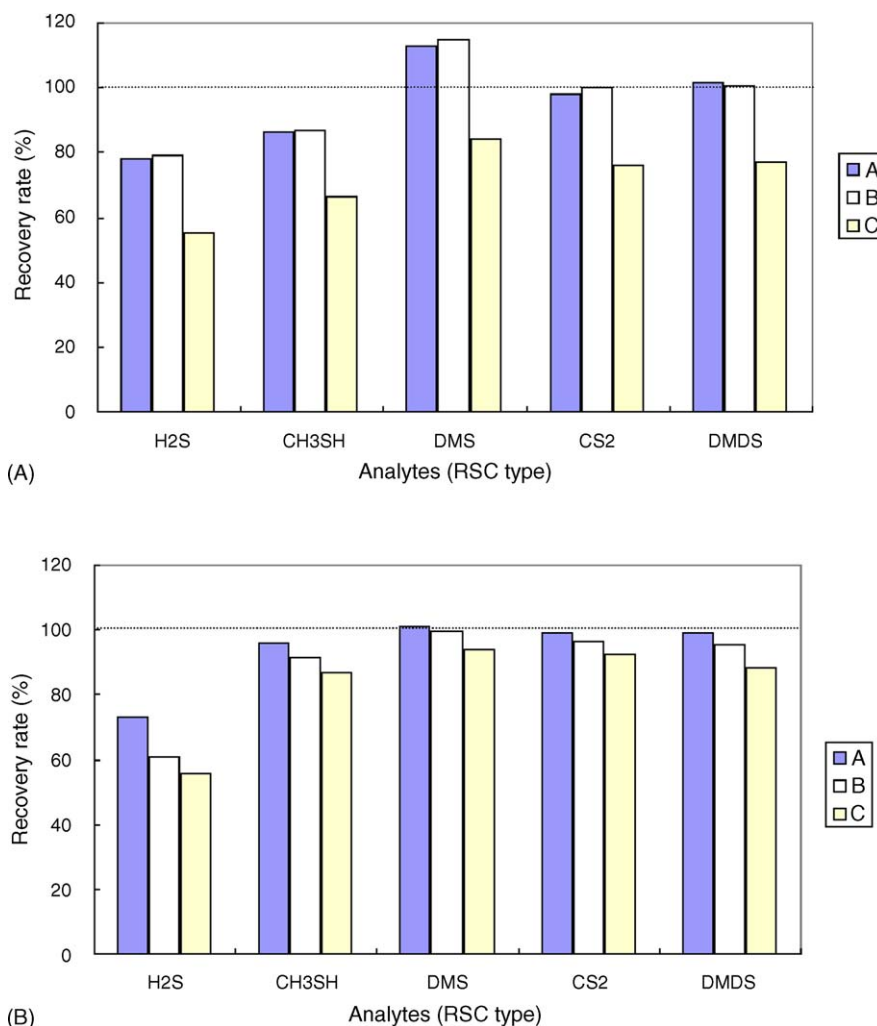 120
100
80
60
40
20
0
Recovery rate (%)
H2S CH3SH DMS CS2 DMDS
Analytes (RSC type)
(A)
A
B
C
120
100
80
60
40
20
0
Recovery rate (%)
H2S CH3SH DMS CS2 DMDS
Analytes (RSC type)
(B)
A
B
C